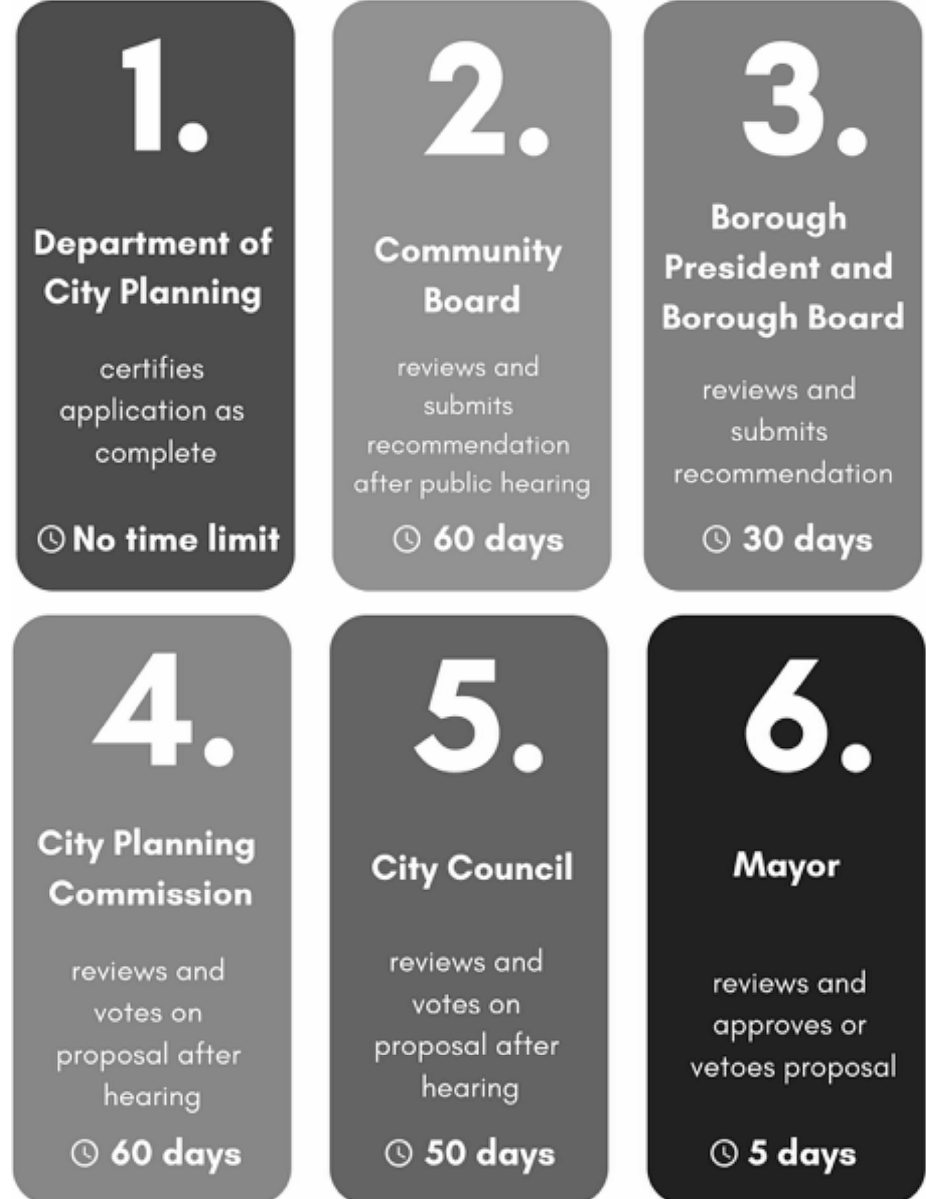 1.
Department of
City Planning
certifies
application as
complete
No time limit
2.
Community
Board
reviews and
submits
recommendation
after public hearing
60 days
3.
Borough
President and
Borough Board
reviews and
submits
recommendation
30 days
4.
City Planning
Commission
reviews and
votes on
proposal after
hearing
60 days
5.
City Council
reviews and
votes on
proposal after
hearing
50 days
6.
Mayor
reviews and
approves or
vetoes proposal
5 days